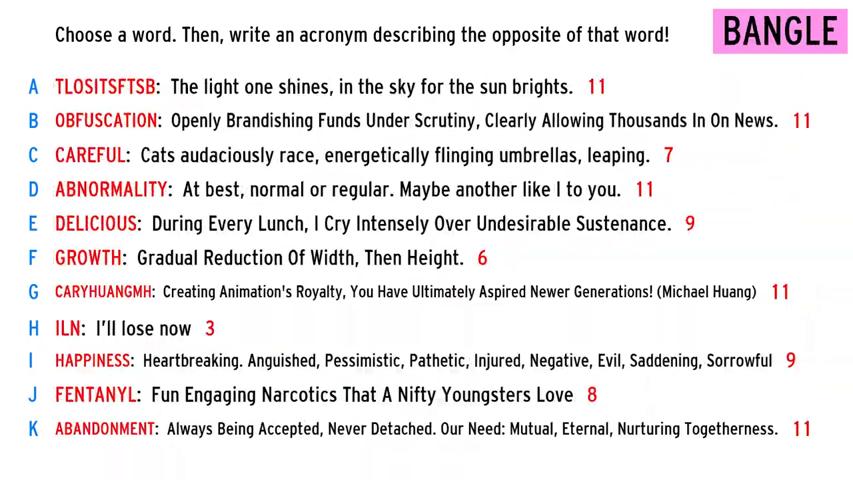 Choose a word. Then, write an acronym describing the opposite of that word!
BANGLE
A TLOSITSFTSB: The light one shines, in the sky for the sun brights. 11
B OBFUSCATION: Openly Brandishing Funds Under Scrutiny, Clearly Allowing Thousands In On News. 11
C CAREFUL: Cats audaciously race, energetically flinging umbrellas, leaping. 7
D ABNORMALITY: At best, normal or regular. Maybe another like I to you. 11
E DELICIOUS: During Every Lunch, I Cry Intensely Over Undesirable Sustenance. 9
F GROWTH: Gradual Reduction Of Width, Then Height. 6
G CARYHUANGMH: Creating Animation's Royalty, You Have Ultimately Aspired Newer Generations! (Michael Huang) 11
H ILN: I'll lose now 3
I HAPPINESS: Heartbreaking. Anguished, Pessimistic, Pathetic, Injured, Negative, Evil, Saddening, Sorrowful 9
J FENTANYL: Fun Engaging Narcotics That A Nifty Youngsters Love 8
K ABANDONMENT: Always Being Accepted, Never Detached. Our Need: Mutual, Eternal, Nurturing Togetherness. 11